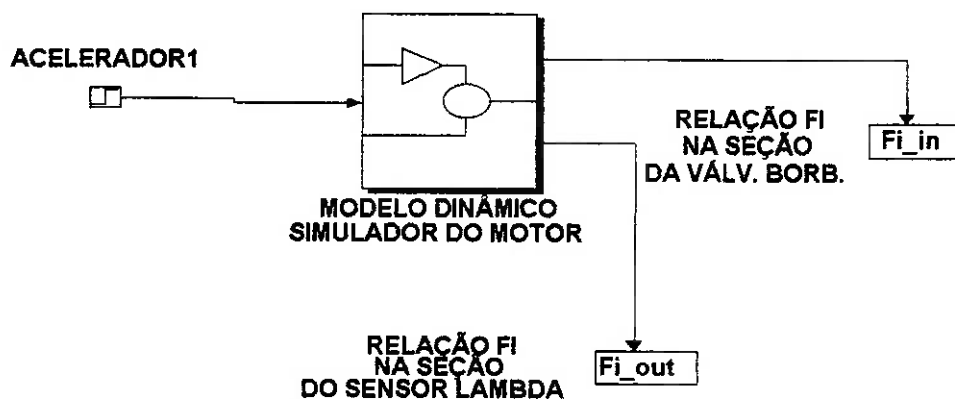 ACELERADOR1
RELAÇÃO FI
NA SEÇÃO
DA VÁLV. BORB.
Fi_in
MODELO DINÂMICO
SIMULADOR DO MOTOR
RELAÇÃO FI
NA SEÇÃO
DO SENSOR LAMBDA
Fi_out